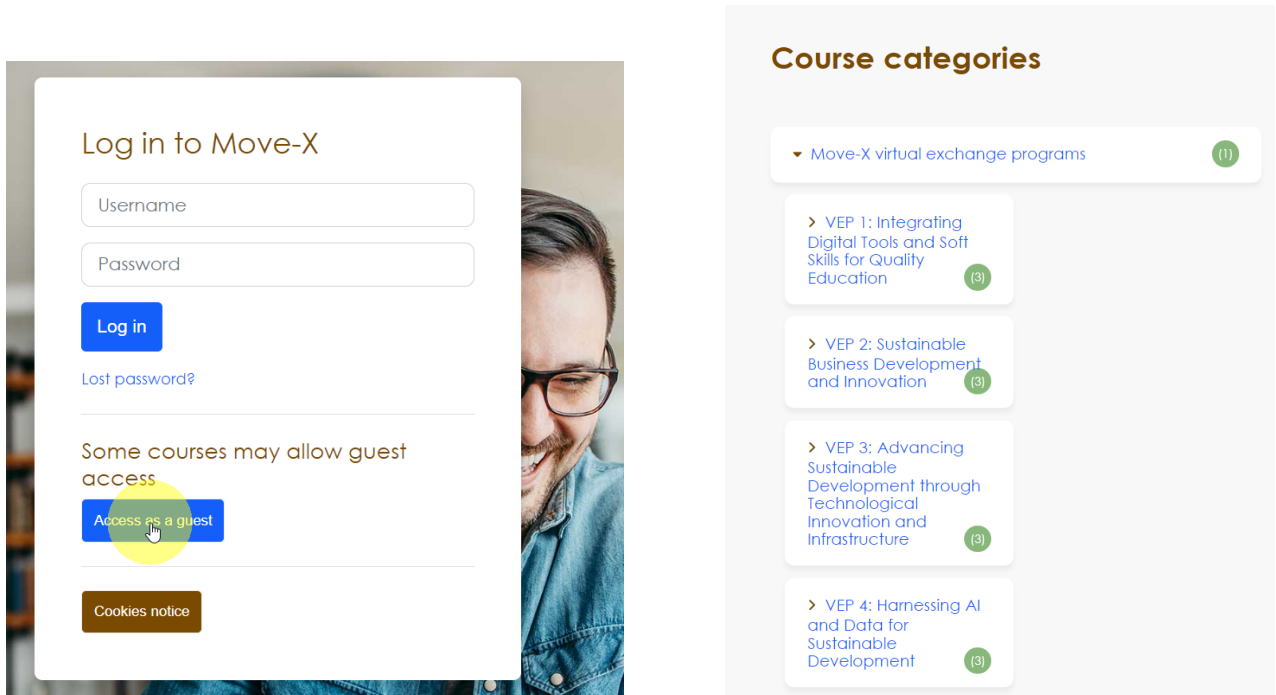 Log in to Move-X
Username
Password
Log in
Lost password?
Some courses may allow guest
access
Access as a guest
Cookies notice
Course categories
Move-X virtual exchange programs
(1)
VEP 1: Integrating
Digital Tools and Soft
Skills for Quality
Education
(3)
VEP 2: Sustainable
Business Development
and Innovation
(3)
VEP 3: Advancing
Sustainable
Development through
Technological
Innovation and
Infrastructure
(3)
VEP 4: Harnessing AI
and Data for
Sustainable
Development
(3)